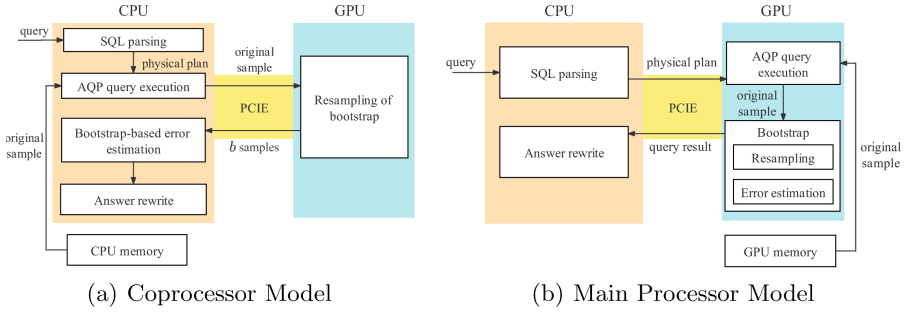 CPU
GPU
query
SQL parsing
physical plan
original
sample
AQP query execution
PCIE
Resampling of
bootstrap
original
sample
Bootstrap-based error
estimation
b samples
Answer rewrite
CPU memory
(a) Coprocessor Model
CPU
GPU
query
SQL parsing
physical plan
AQP query
execution
original
sample
PCIE
Bootstrap
Resampling
Error estimation
original
sample
Answer rewrite
query result
GPU memory
(b) Main Processor Model